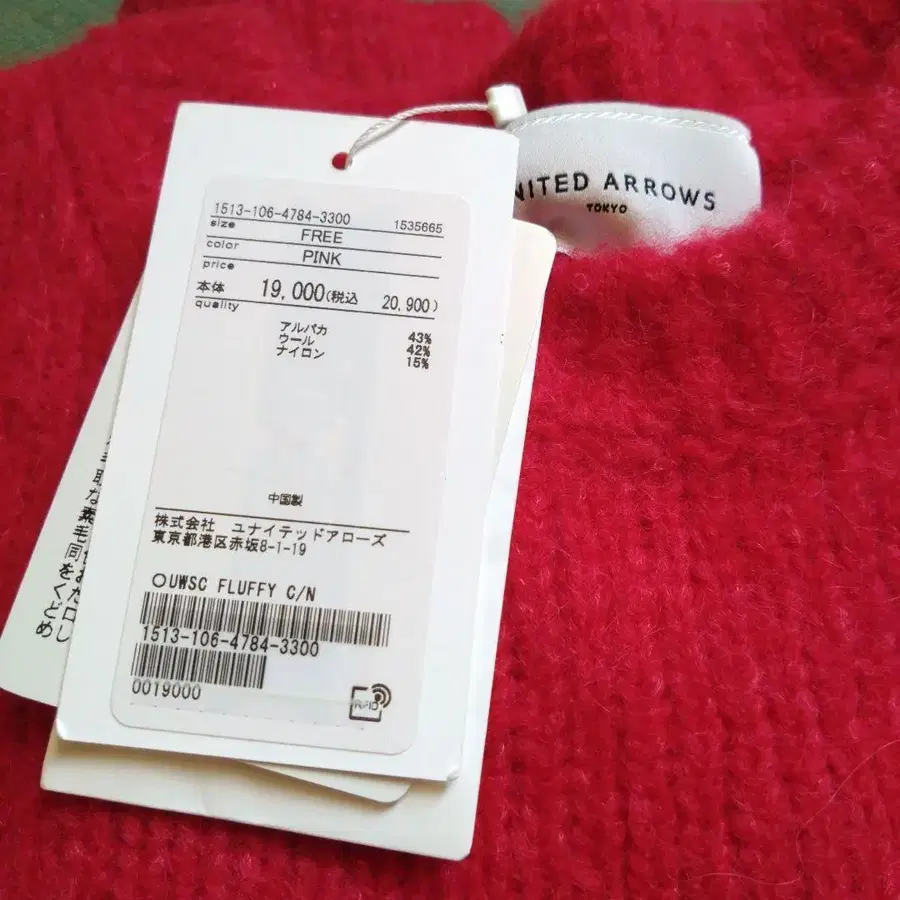 1513-106-4784-3300 1535665
size FREE
color PINK
price
本体 19,000(税込 20,900)
quality
アルパカ 43%
ウール 42%
ナイロン 15%
中国製
株式会社 ユナイテッドアローズ
東京都港区赤坂8-1-19
○UWSC FLUFFY C/N
1513-106-4784-3300
0019000
RFID
ARROWS
TOKYO